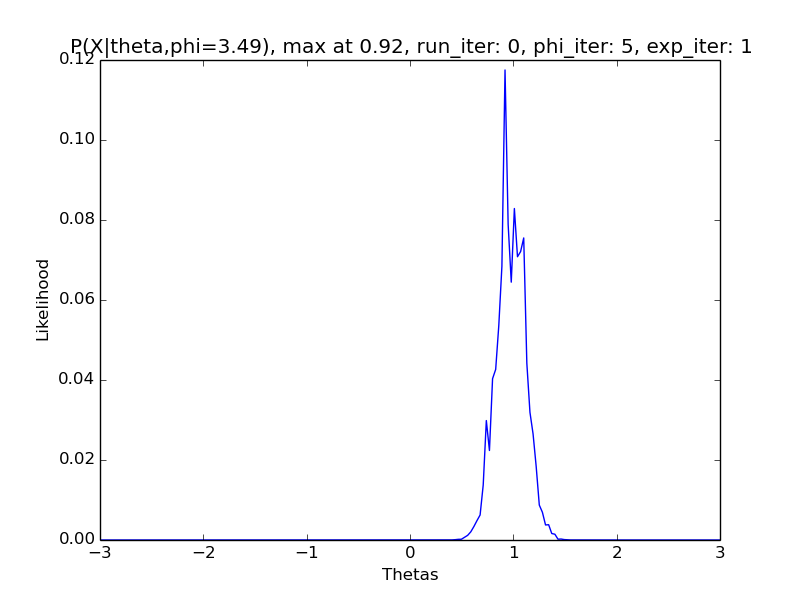 P(X|theta,phi=3.49), max at 0.92, run_iter: 0, phi_iter: 5, exp_iter: 1
0.12
0.10
0.08
0.06
0.04
0.02
0.00
Likelihood
−3 −2 −1 0 1 2 3
Thetas